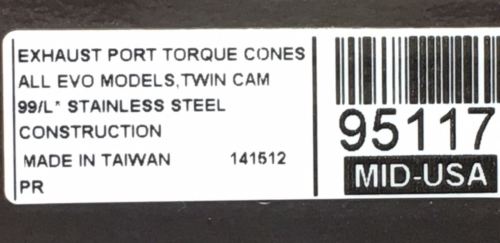 EXHAUST PORT TORQUE CONES
ALL EVO MODELS,TWIN CAM
99/L* STAINLESS STEEL
CONSTRUCTION
MADE IN TAIWAN 141512
PR
95117
MID-USA